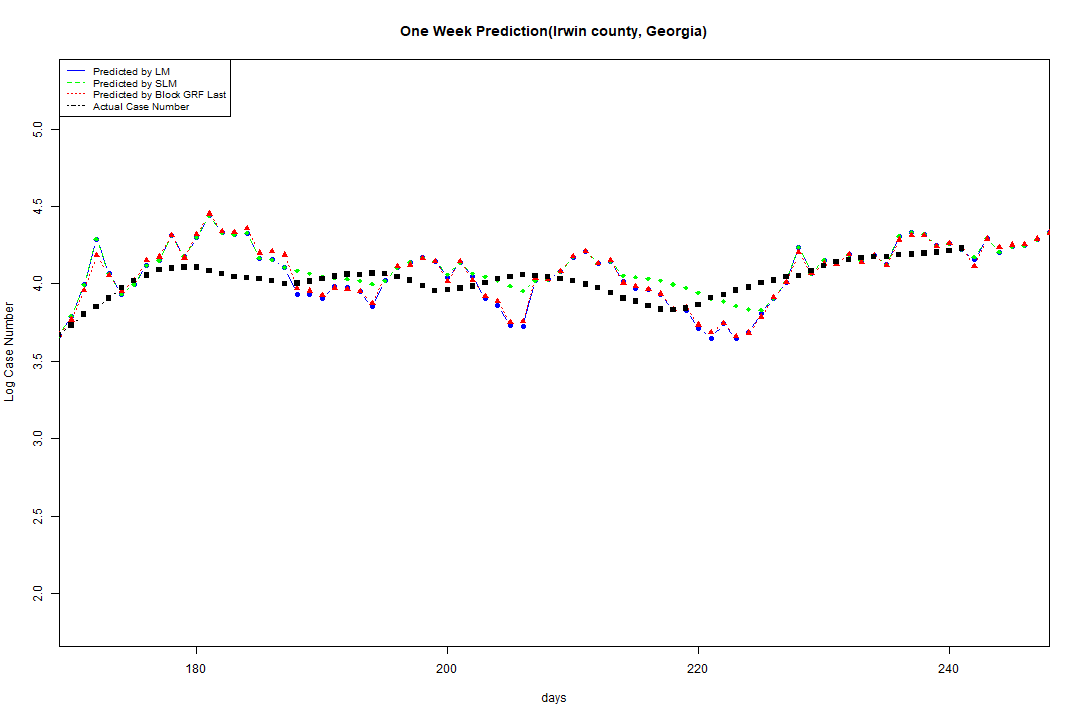 One Week Prediction(Irwin county, Georgia)
Predicted by LM
Predicted by SLM
Predicted by Block GRF Last
Actual Case Number
5.0
4.5
4.0
3.5
3.0
2.5
2.0
Log Case Number
180 200 220 240
days